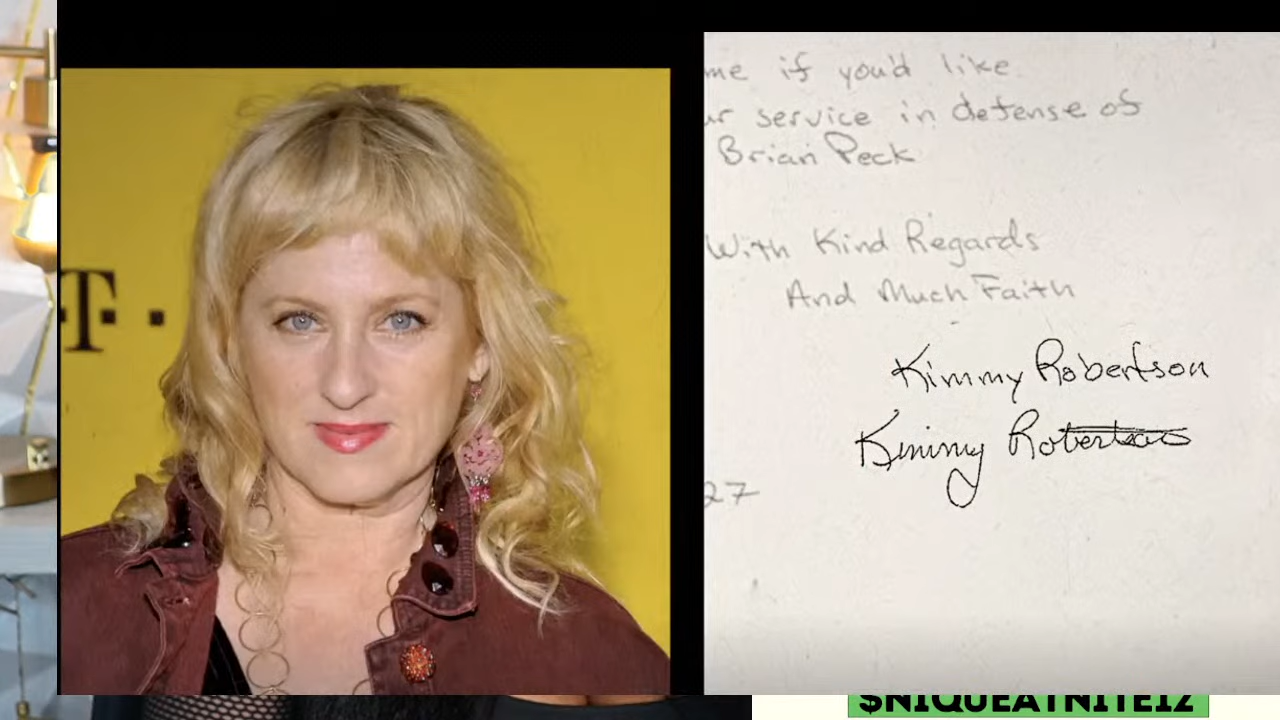 T
me if you'd like
service in defense of
Brian Peck
With Kind Regards
And Much Faith
Kimmy Robertson
Kimmy Robertson
27
$NIQUEATNITE12